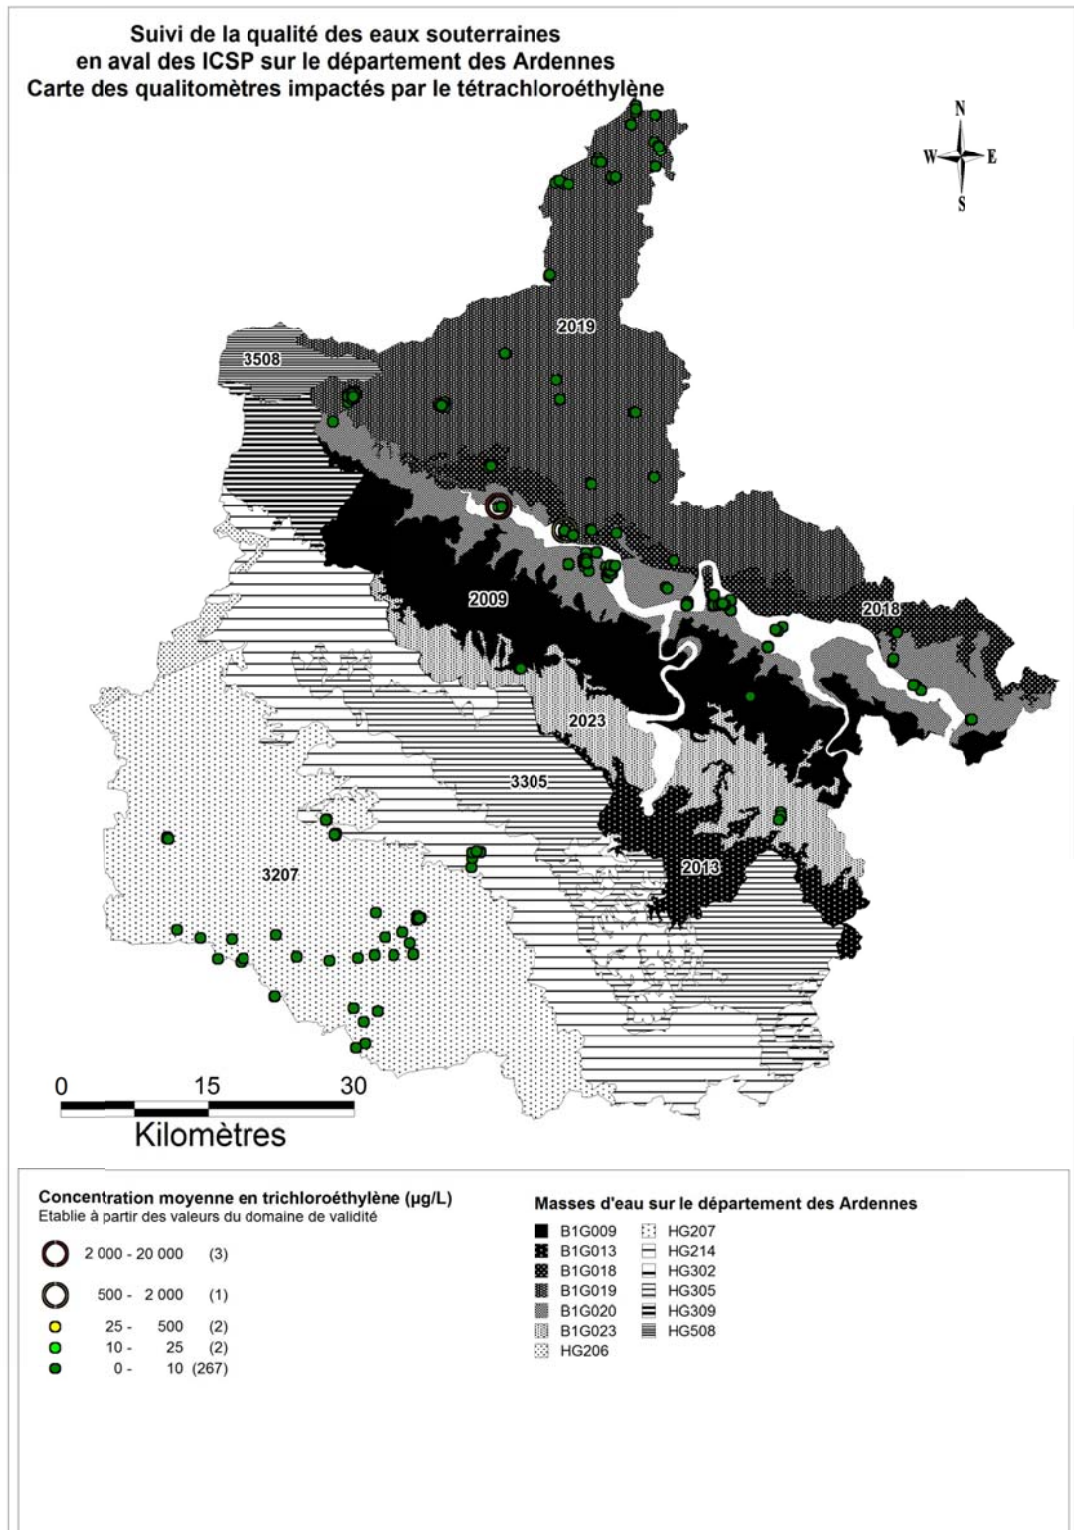 Suivi de la qualité des eaux souterraines
en aval des ICSP sur le département des Ardennes
Carte des qualitomètres impactés par le tétrachloroéthylène
N
W E
S
2019
3508
2018
2009
2023
3305
2013
3207
0 15 30
Kilomètres
Concentration moyenne en trichloroéthylène (µg/L)
Etablie à partir des valeurs du domaine de validité
2 000 - 20 000 (3)
500 - 2 000 (1)
25 - 500 (2)
10 - 25 (2)
0 - 10 (267)
Masses d'eau sur le département des Ardennes
B1G009
B1G013
B1G018
B1G019
B1G020
B1G023
HG206
HG207
HG214
HG302
HG305
HG309
HG508